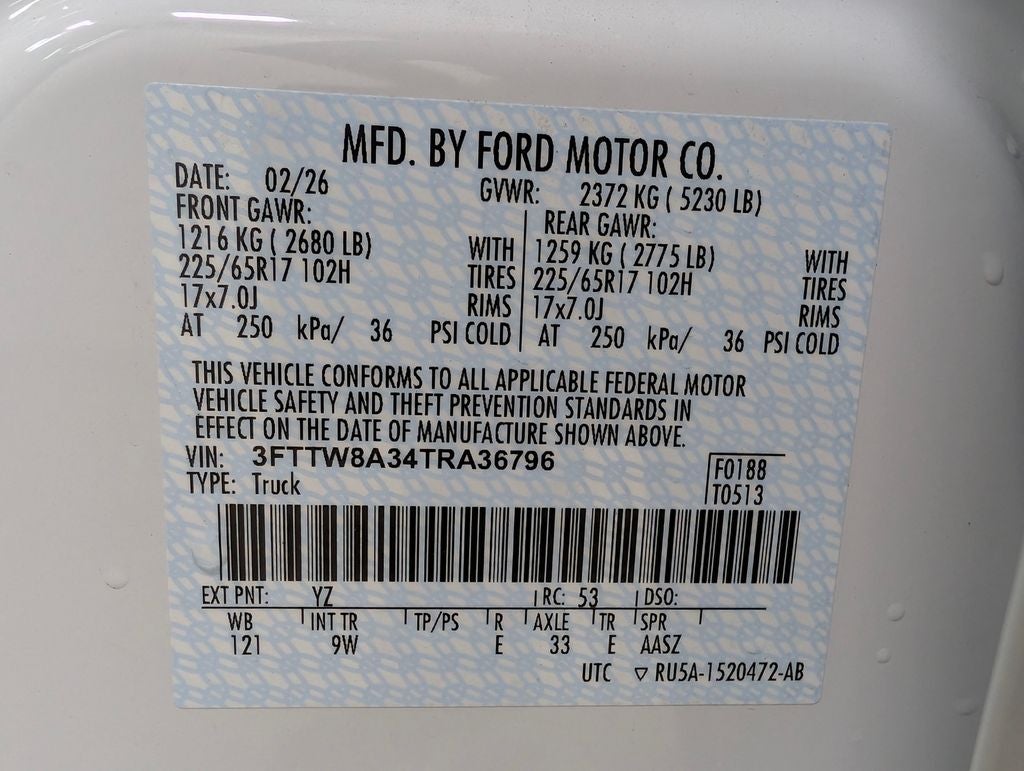 MFD. BY FORD MOTOR CO.
DATE: 02/26 GVWR: 2372 KG ( 5230 LB)
FRONT GAWR: REAR GAWR:
1216 KG ( 2680 LB) WITH 1259 KG ( 2775 LB) WITH
225/65R17 102H TIRES 225/65R17 102H TIRES
17x7.0J RIMS 17x7.0J RIMS
AT 250 kPa/ 36 PSI COLD AT 250 kPa/ 36 PSI COLD
THIS VEHICLE CONFORMS TO ALL APPLICABLE FEDERAL MOTOR
VEHICLE SAFETY AND THEFT PREVENTION STANDARDS IN
EFFECT ON THE DATE OF MANUFACTURE SHOWN ABOVE.
VIN: 3FTTW8A34TRA36796 F0188
TYPE: Truck T0513
EXT PNT: YZ RC: 53 DSO:
WB INT TR TP/PS R AXLE TR SPR
121 9W E 33 E AASZ
UTC ▽ RU5A-1520472-AB